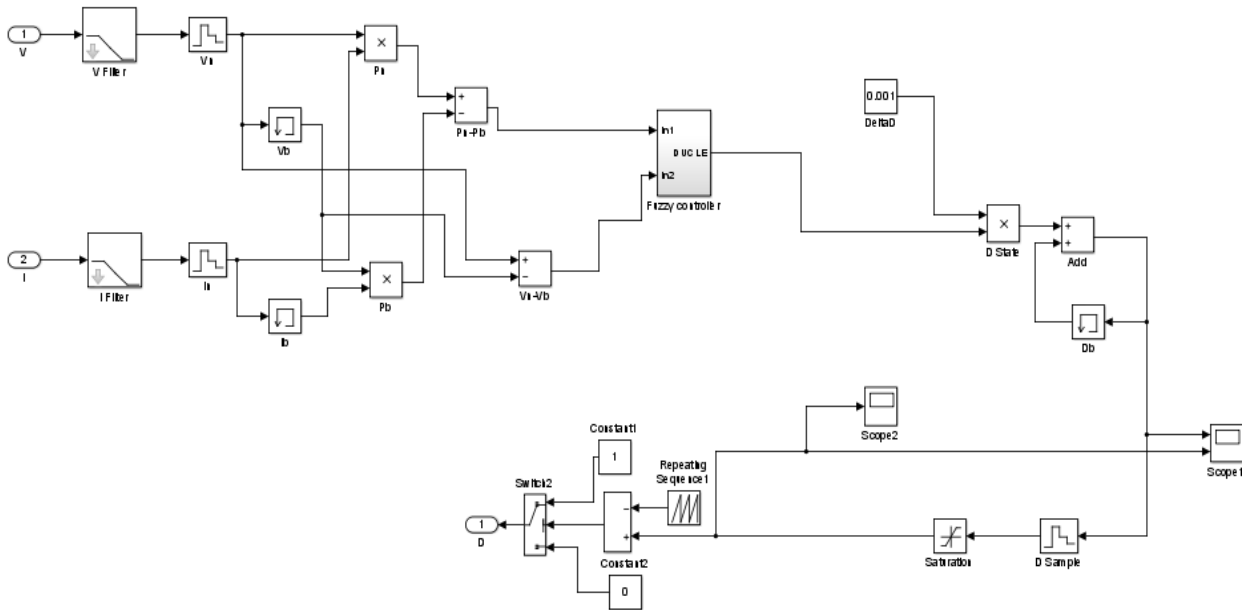 1
V
V Filter
Vn
Vb
Pn
+
−
Pn-Pb
2
I
I Filter
In
Ib
Pb
+
−
Vn-Vb
In1
DUCLE
In2
Fuzzy controller
0.001
DeltaD
D State
+
+
Add
Db
Scope2
Scope1
Constant1
1
Repeating
Sequence1
Switch2
1
D
−
+
Constant2
0
Saturation
D Sample